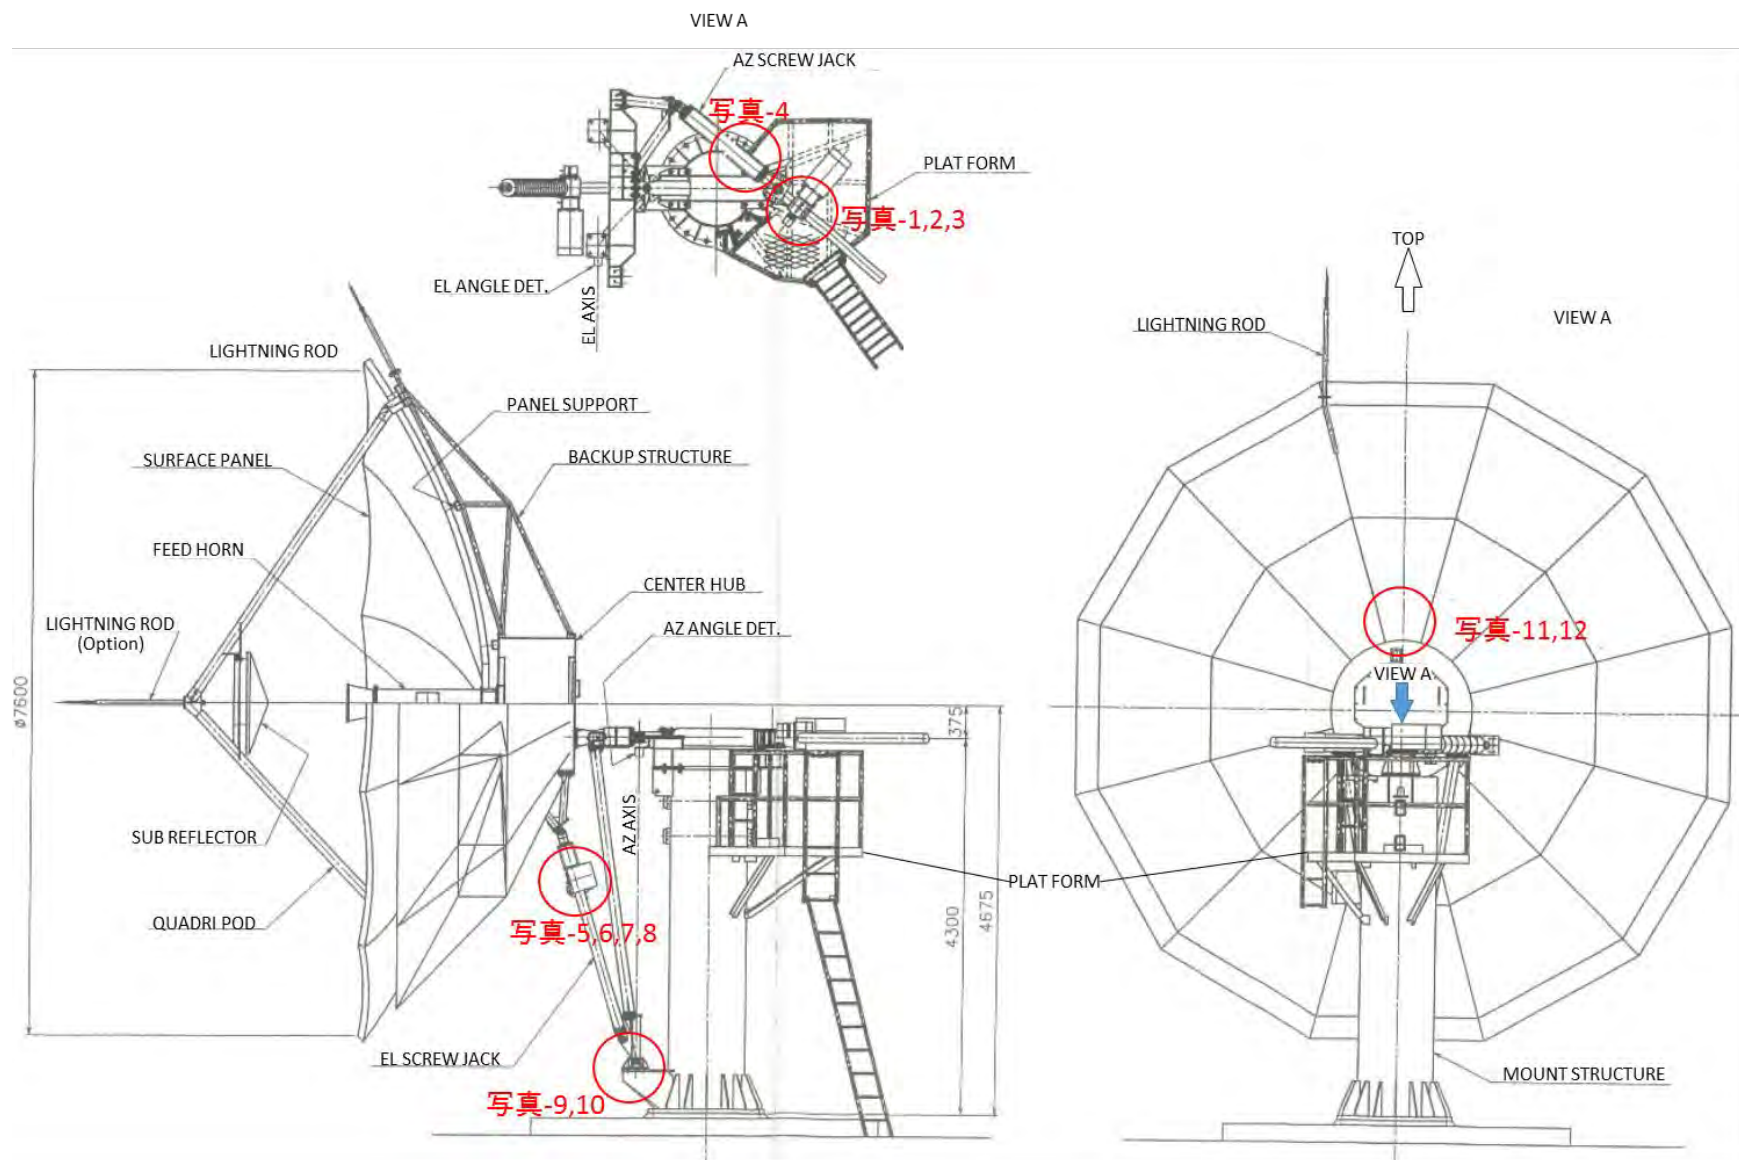 VIEW A
AZ SCREW JACK
写真-4
PLAT FORM
写真-1,2,3
EL ANGLE DET.
EL AXIS
TOP
LIGHTNING ROD
VIEW A
LIGHTNING ROD
PANEL SUPPORT
SURFACE PANEL
BACKUP STRUCTURE
FEED HORN
CENTER HUB
LIGHTNING ROD
(Option)
AZ ANGLE DET.
写真-11,12
VIEW A
ø7600
375
AZ AXIS
SUB REFLECTOR
PLAT FORM
QUADRI POD
写真-5,6,7,8
4300
4675
EL SCREW JACK
MOUNT STRUCTURE
写真-9,10